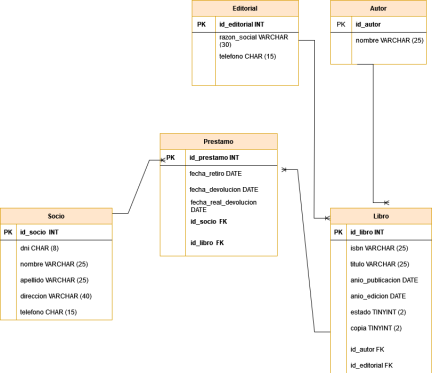 Editorial
PK id_editorial INT
razon_social VARCHAR
(30)
telefono CHAR (15)
Autor
PK id_autor
nombre VARCHAR (25)
Prestamo
PK id_prestamo INT
fecha_retiro DATE
fecha_devolucion DATE
fecha_real_devolucion
DATE
id_socio FK
id_libro FK
Socio
PK id_socio INT
dni CHAR (8)
nombre VARCHAR (25)
apellido VARCHAR (25)
direccion VARCHAR (40)
telefono CHAR (15)
Libro
PK id_libro INT
isbn VARCHAR (25)
titulo VARCHAR (25)
anio_publicacion DATE
anio_edicion DATE
estado TINYINT (2)
copia TINYINT (2)
id_autor FK
id_editorial FK